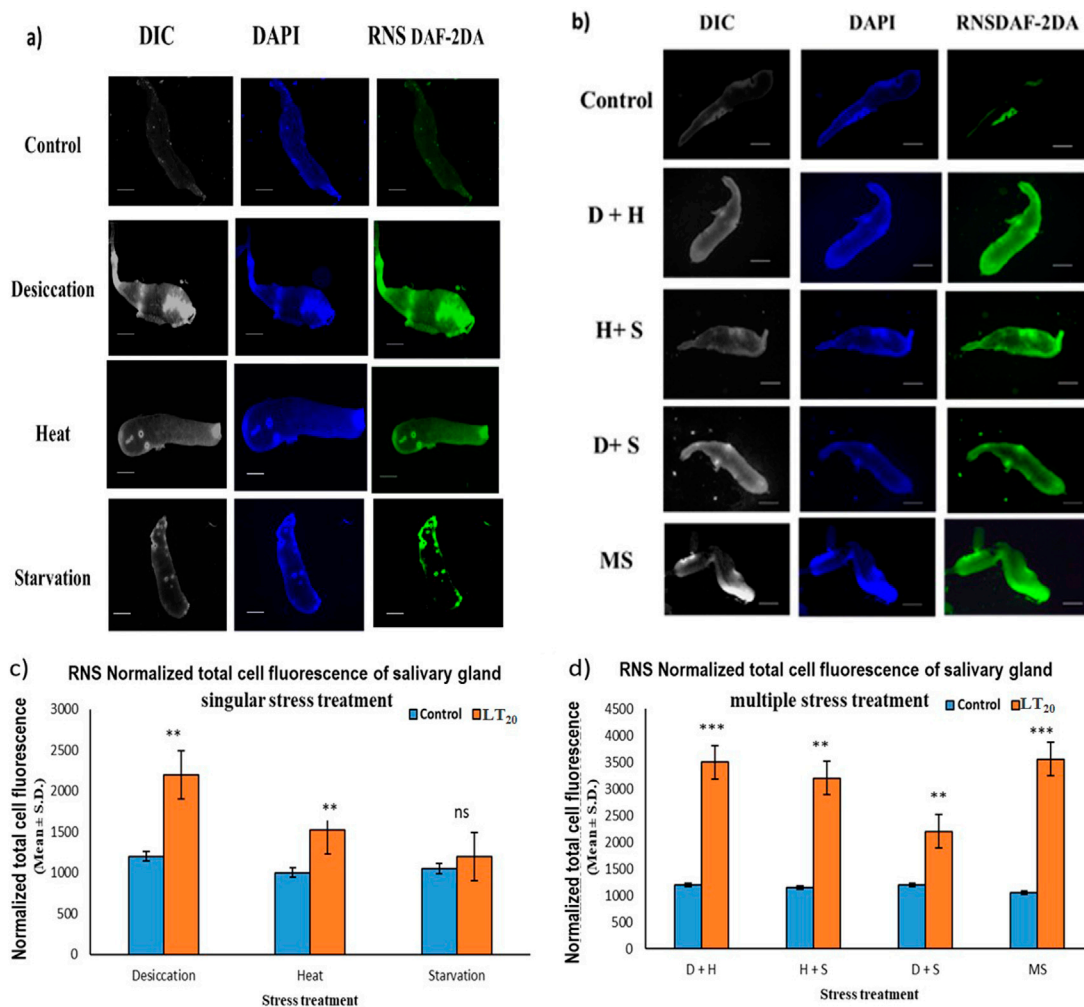 a)
DIC DAPI RNS DAF-2DA
Control
Desiccation
Heat
Starvation
b)
DIC DAPI RNSDAF-2DA
Control
D + H
H+ S
D+ S
MS
c)
RNS Normalized total cell fluorescence of salivary gland
singular stress treatment
Control LT20
Normalized total cell fluorescence
(Mean ± S.D.)
3000
2500
2000
1500
1000
500
0
**
**
ns
Desiccation Heat Starvation
Stress treatment
d)
RNS Normalized total cell fluorescence of salivary gland
multiple stress treatment
Control LT20
Normalized total cell fluorescence
(Mean ± S.D.)
4500
4000
3500
3000
2500
2000
1500
1000
500
0
***
**
**
***
D + H H + S D + S MS
Stress treatment